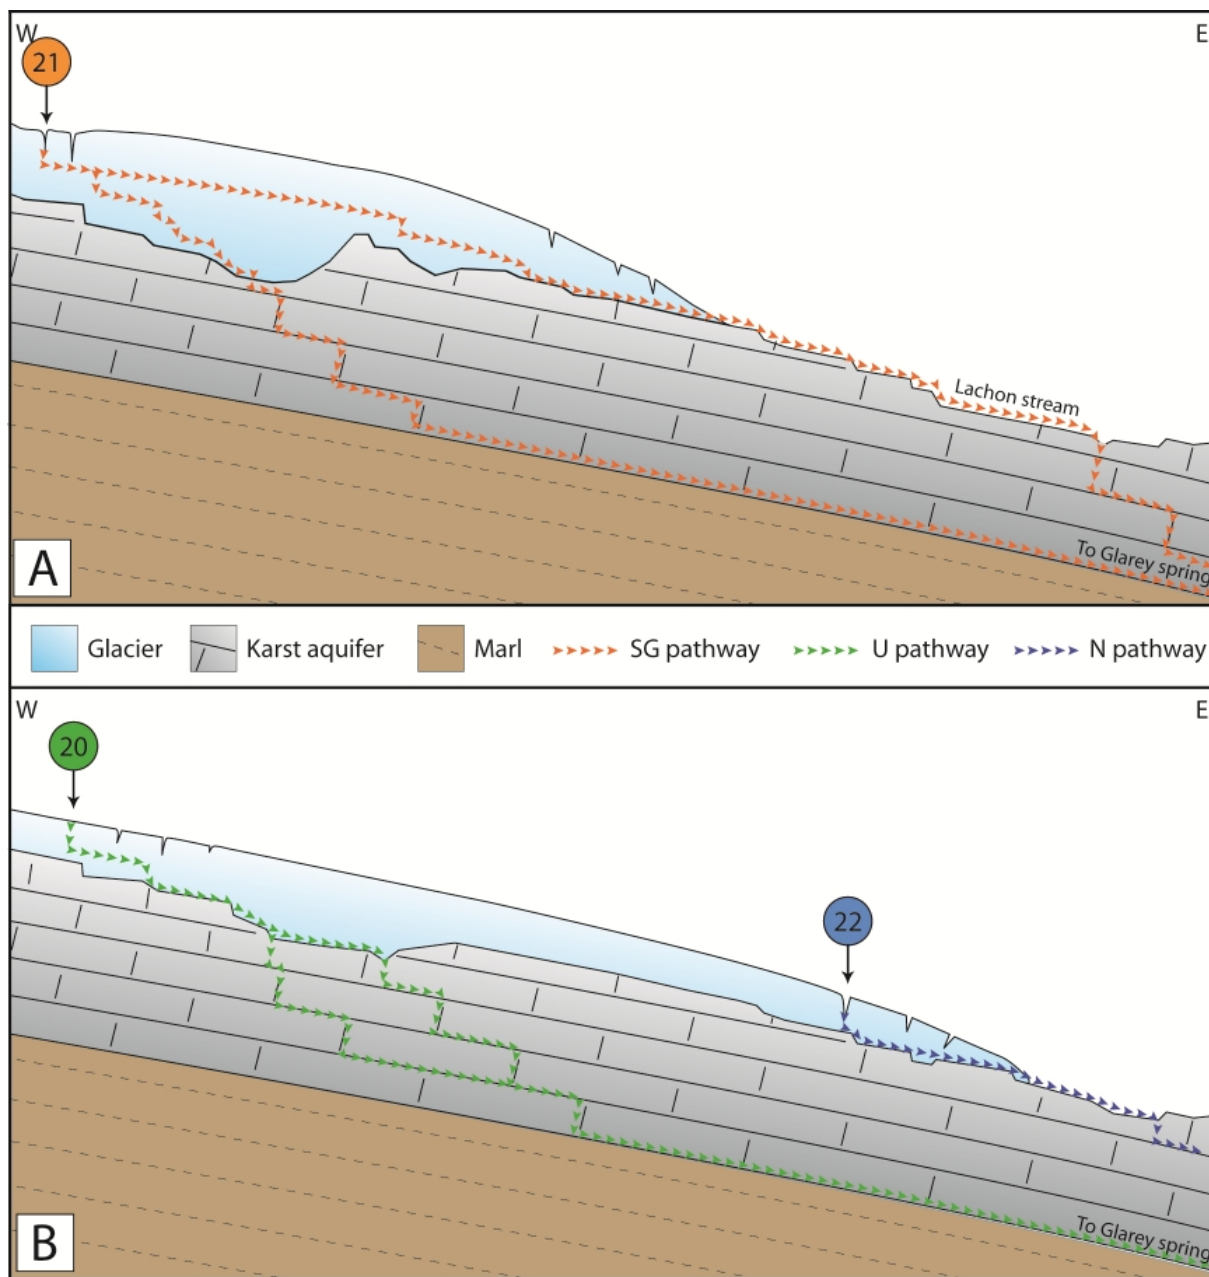 W E
21
Lachon stream
To Glarey spring
A
Glacier Karst aquifer Marl SG pathway U pathway N pathway
W E
20
22
To Glarey spring
B